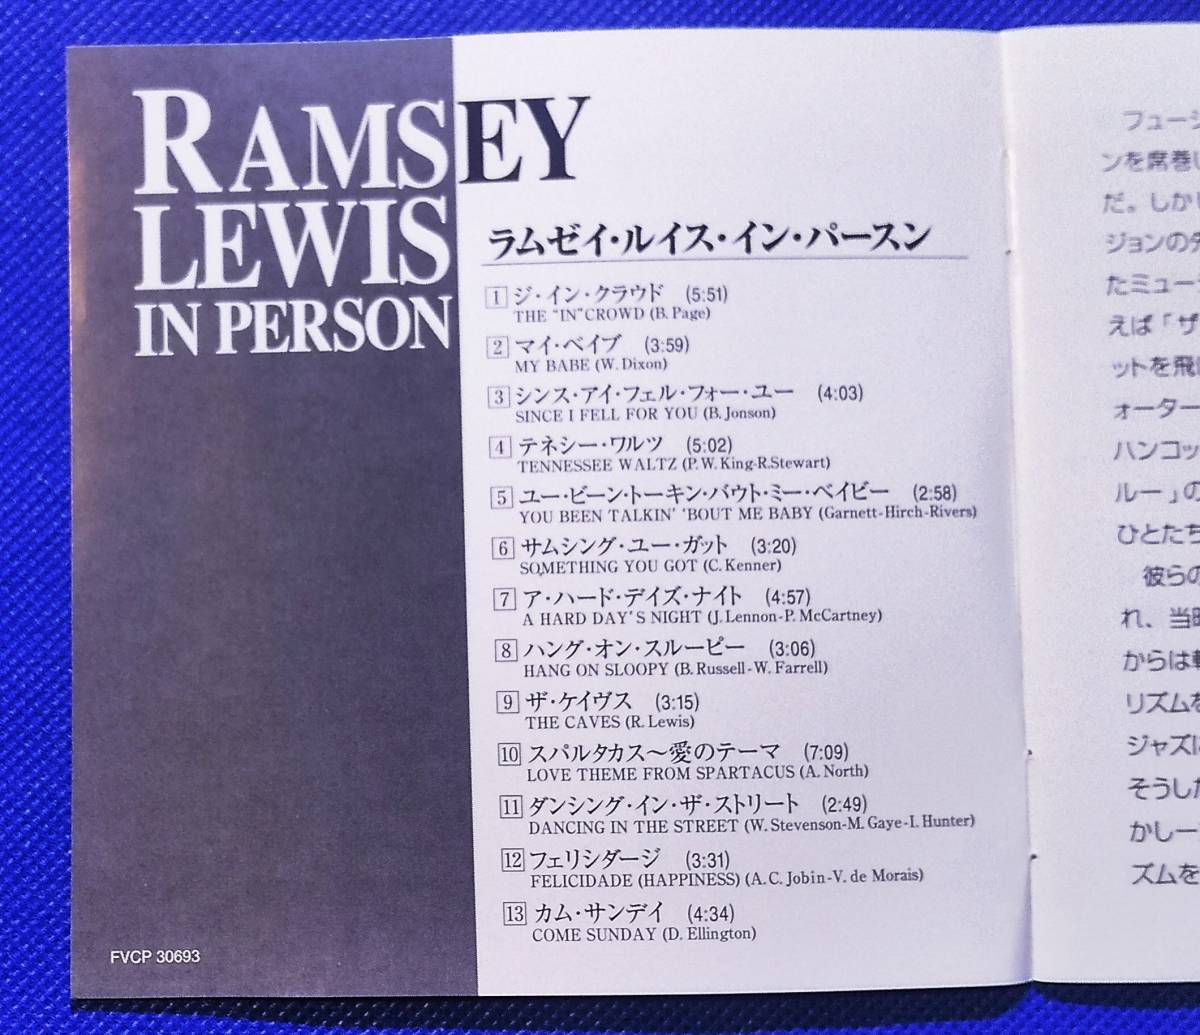 RAMSEY
LEWIS
IN PERSON
ラムゼイ・ルイス・イン・パースン
1 ジ・イン・クラウド (5:51)
THE “IN” CROWD (B. Page)
2 マイ・ベイブ (3:59)
MY BABE (W. Dixon)
3 シンス・アイ・フェル・フォー・ユー (4:03)
SINCE I FELL FOR YOU (B. Jonson)
4 テネシー・ワルツ (5:02)
TENNESSEE WALTZ (P. W. King-R.Stewart)
5 ユー・ビーン・トーキン・バウト・ミー・ベイビー (2:58)
YOU BEEN TALKIN' 'BOUT ME BABY (Garnett-Hirch-Rivers)
6 サムシング・ユー・ガット (3:20)
SOMETHING YOU GOT (C. Kenner)
7 ア・ハード・デイズ・ナイト (4:57)
A HARD DAY'S NIGHT (J. Lennon-P. McCartney)
8 ハング・オン・スルーピー (3:06)
HANG ON SLOOPY (B. Russell-W. Farrell)
9 ザ・ケイヴス (3:15)
THE CAVES (R. Lewis)
10 スパルタカス〜愛のテーマ (7:09)
LOVE THEME FROM SPARTACUS (A. North)
11 ダンシング・イン・ザ・ストリート (2:49)
DANCING IN THE STREET (W. Stevenson-M. Gaye-I. Hunter)
12 フェリシダージ (3:31)
FELICIDADE (HAPPINESS) (A. C. Jobin-V. de Morais)
13 カム・サンデイ (4:34)
COME SUNDAY (D. Ellington)
FVCP 30693
フュージ
ンを席巻し
だ。しかし
ジョンの
たミュー
えば「ザ
ットを飛
ォーター
ハンコッ
ルー」の
ひとたち
彼らの
れ、当時
からは
リズムを
ジャズに
そうした
かし一
ズムを